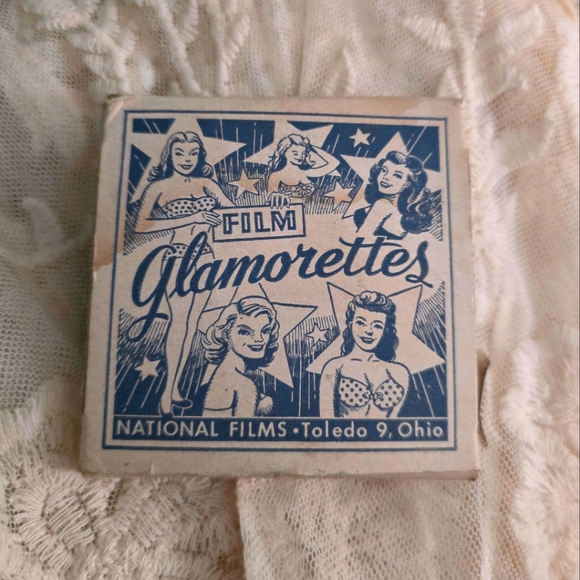 FILM
Glamorettes
NATIONAL FILMS • Toledo 9, Ohio